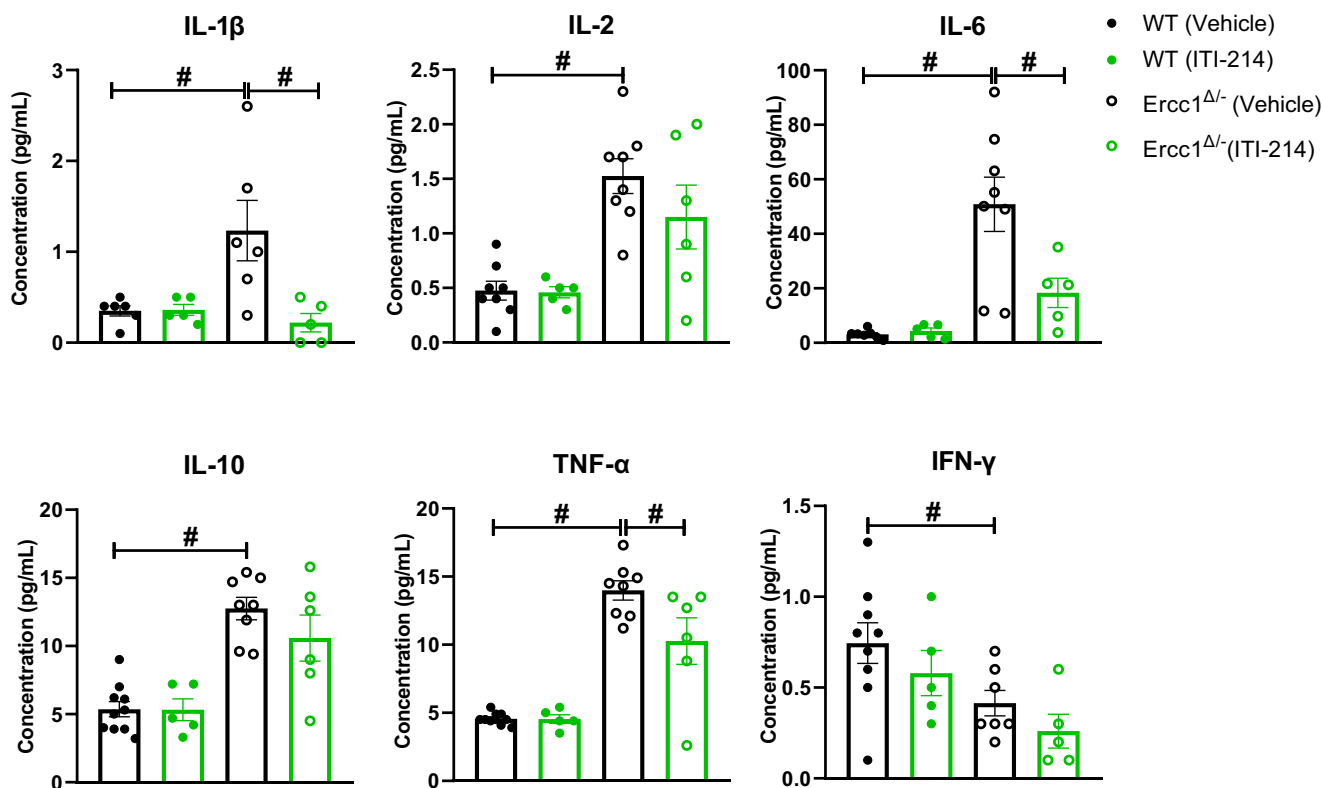 IL-1β
Concentration (pg/mL)
3
2
1
0
#
#
IL-2
Concentration (pg/mL)
2.5
2.0
1.5
1.0
0.5
0.0
#
IL-6
Concentration (pg/mL)
100
80
60
40
20
0
#
#
WT (Vehicle)
WT (ITI-214)
Ercc1Δ/- (Vehicle)
Ercc1Δ/-(ITI-214)
IL-10
Concentration (pg/mL)
20
15
10
5
0
#
TNF-α
Concentration (pg/mL)
20
15
10
5
0
#
#
IFN-γ
Concentration (pg/mL)
1.5
1.0
0.5
0.0
#